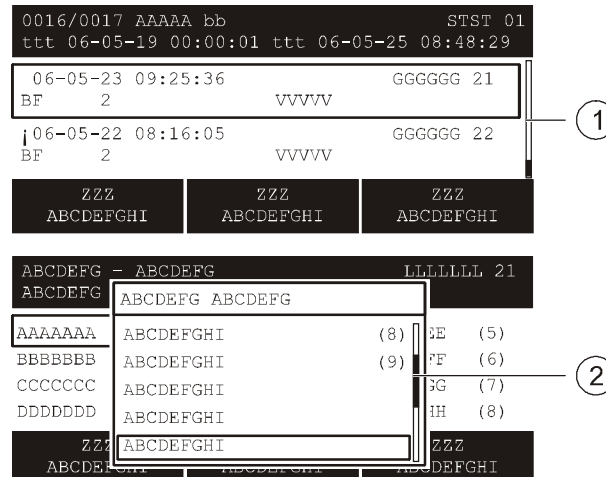 0016/0017 AAAAA bb STST 01
ttt 06-05-19 00:00:01 ttt 06-05-25 08:48:29
06-05-23 09:25:36 GGGGGG 21
BF 2 VVVVV
¡06-05-22 08:16:05 GGGGGG 22
BF 2 VVVVV
1
ZZZ ZZZ ZZZ
ABCDEFGHI ABCDEFGHI ABCDEFGHI
ABCDEFG - ABCDEFG LLLLLLL 21
ABCDEFG
ABCDEFG ABCDEFG
AAAAAAA ABCDEFGHI (8) EE (5)
BBBBBBB ABCDEFGHI (9) FF (6)
CCCCCCC ABCDEFGHI GG (7)
DDDDDDD ABCDEFGHI HH (8)
2
ZZZ ABCDEFGHI ZZZ
ABCDEFGHI ABCDEFGHI ABCDEFGHI